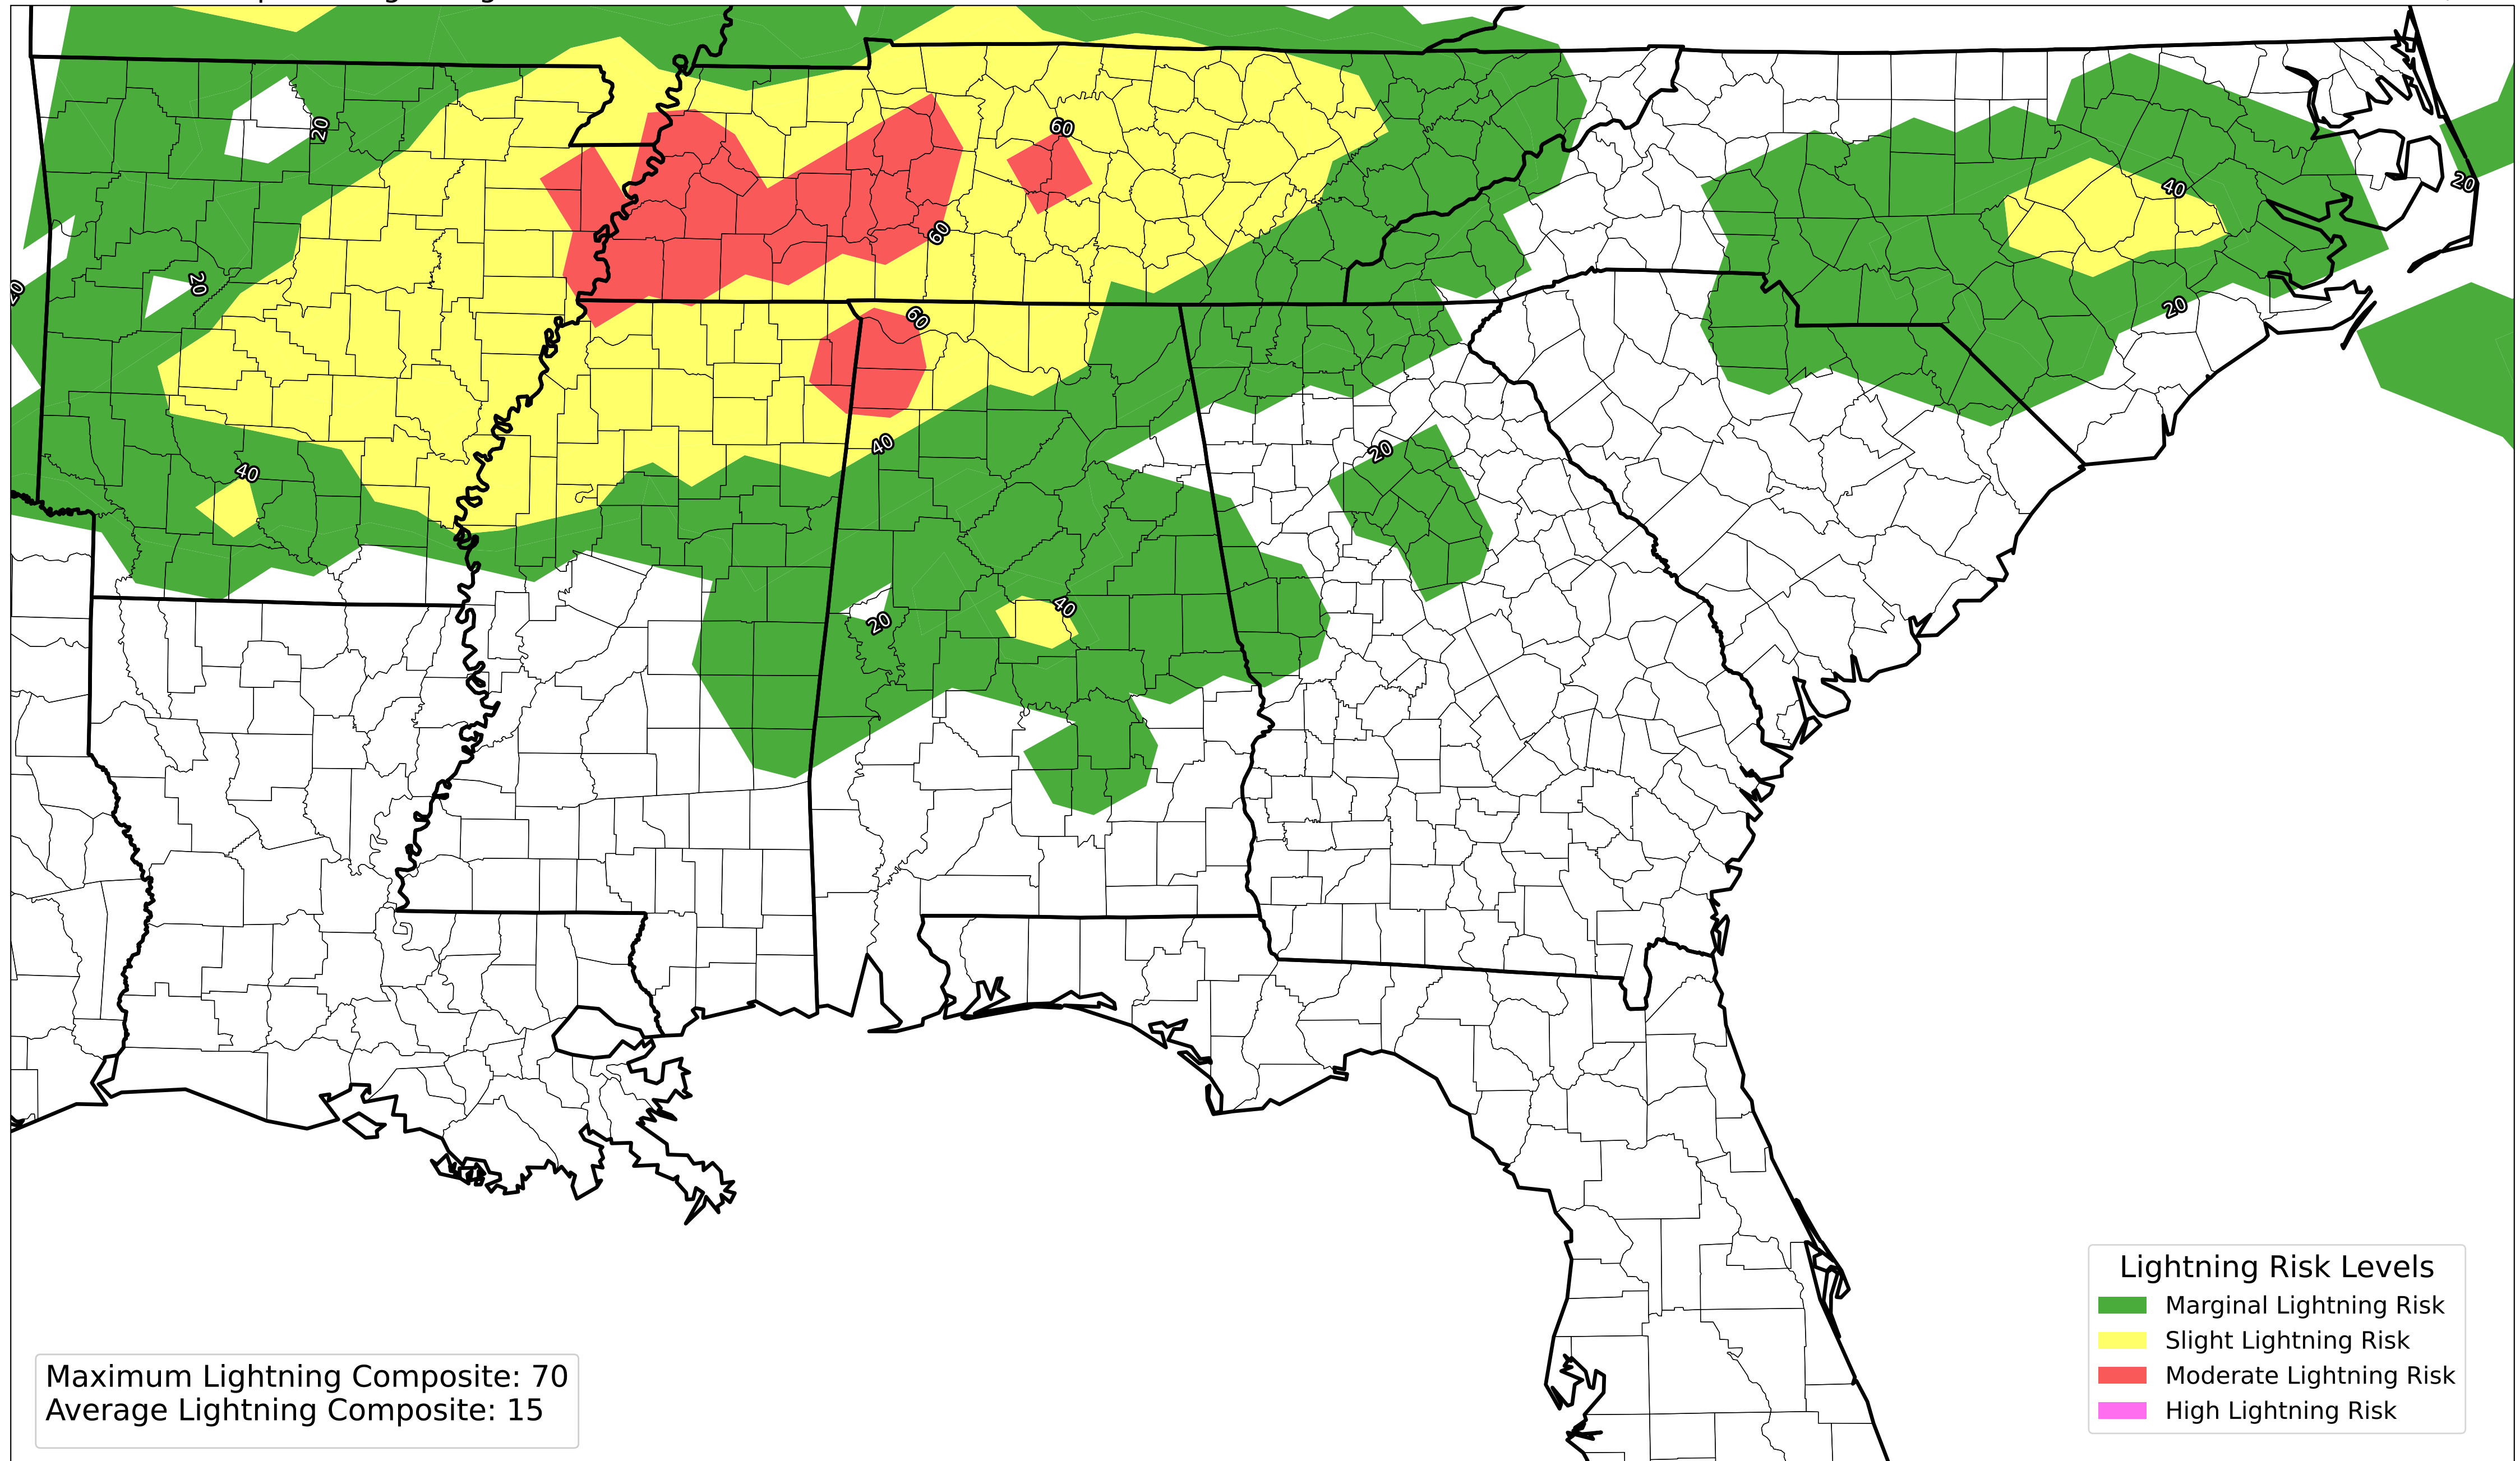 20
60
20
40
20
60
20
20
60
20
40
20
40
40
20
Lightning Risk Levels
Marginal Lightning Risk
Slight Lightning Risk
Moderate Lightning Risk
High Lightning Risk
Maximum Lightning Composite: 70
Average Lightning Composite: 15